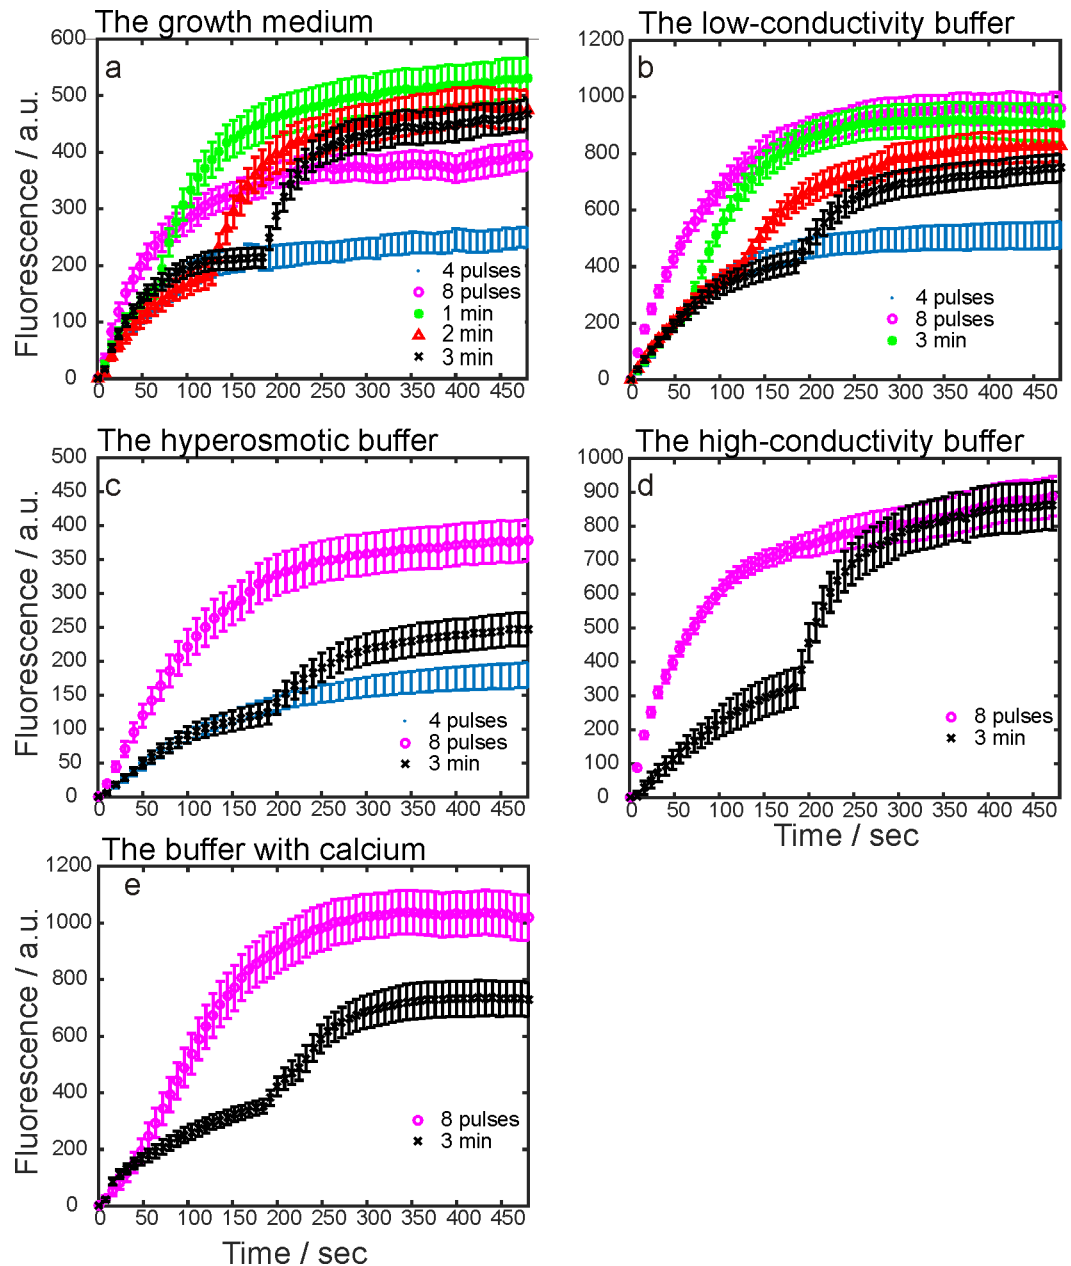 The growth medium
The low-conductivity buffer
a
Fluorescence / a.u.
600
500
400
300
200
100
0
0 50 100 150 200 250 300 350 400 450
4 pulses
8 pulses
1 min
2 min
3 min
b
1200
1000
800
600
400
200
0
0 50 100 150 200 250 300 350 400 450
4 pulses
8 pulses
3 min
The hyperosmotic buffer
The high-conductivity buffer
c
Fluorescence / a.u.
500
450
400
350
300
250
200
150
100
50
0
0 50 100 150 200 250 300 350 400 450
4 pulses
8 pulses
3 min
d
1000
900
800
700
600
500
400
300
200
100
0
0 50 100 150 200 250 300 350 400 450
8 pulses
3 min
Time / sec
The buffer with calcium
e
Fluorescence / a.u.
1200
1000
800
600
400
200
0
0 50 100 150 200 250 300 350 400 450
8 pulses
3 min
Time / sec